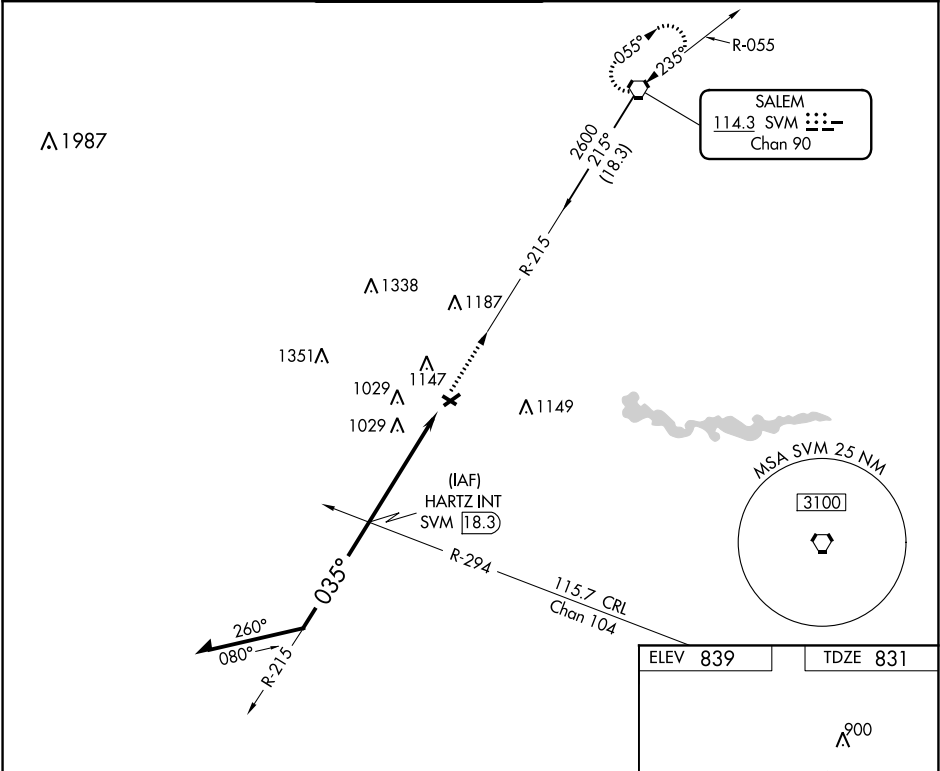 055°
235°
R-055
SALEM
114.3 SVM
Chan 90
1987
2600
215°
(18.3)
R-215
1338
1187
1351
1147
1029
1149
1029
(IAF)
HARTZ INT
SVM 18.3
MSA SVM 25 NM
3100
R-294
115.7 CRL
Chan 104
035°
260°
080°
R-215
ELEV 839
TDZE 831
900